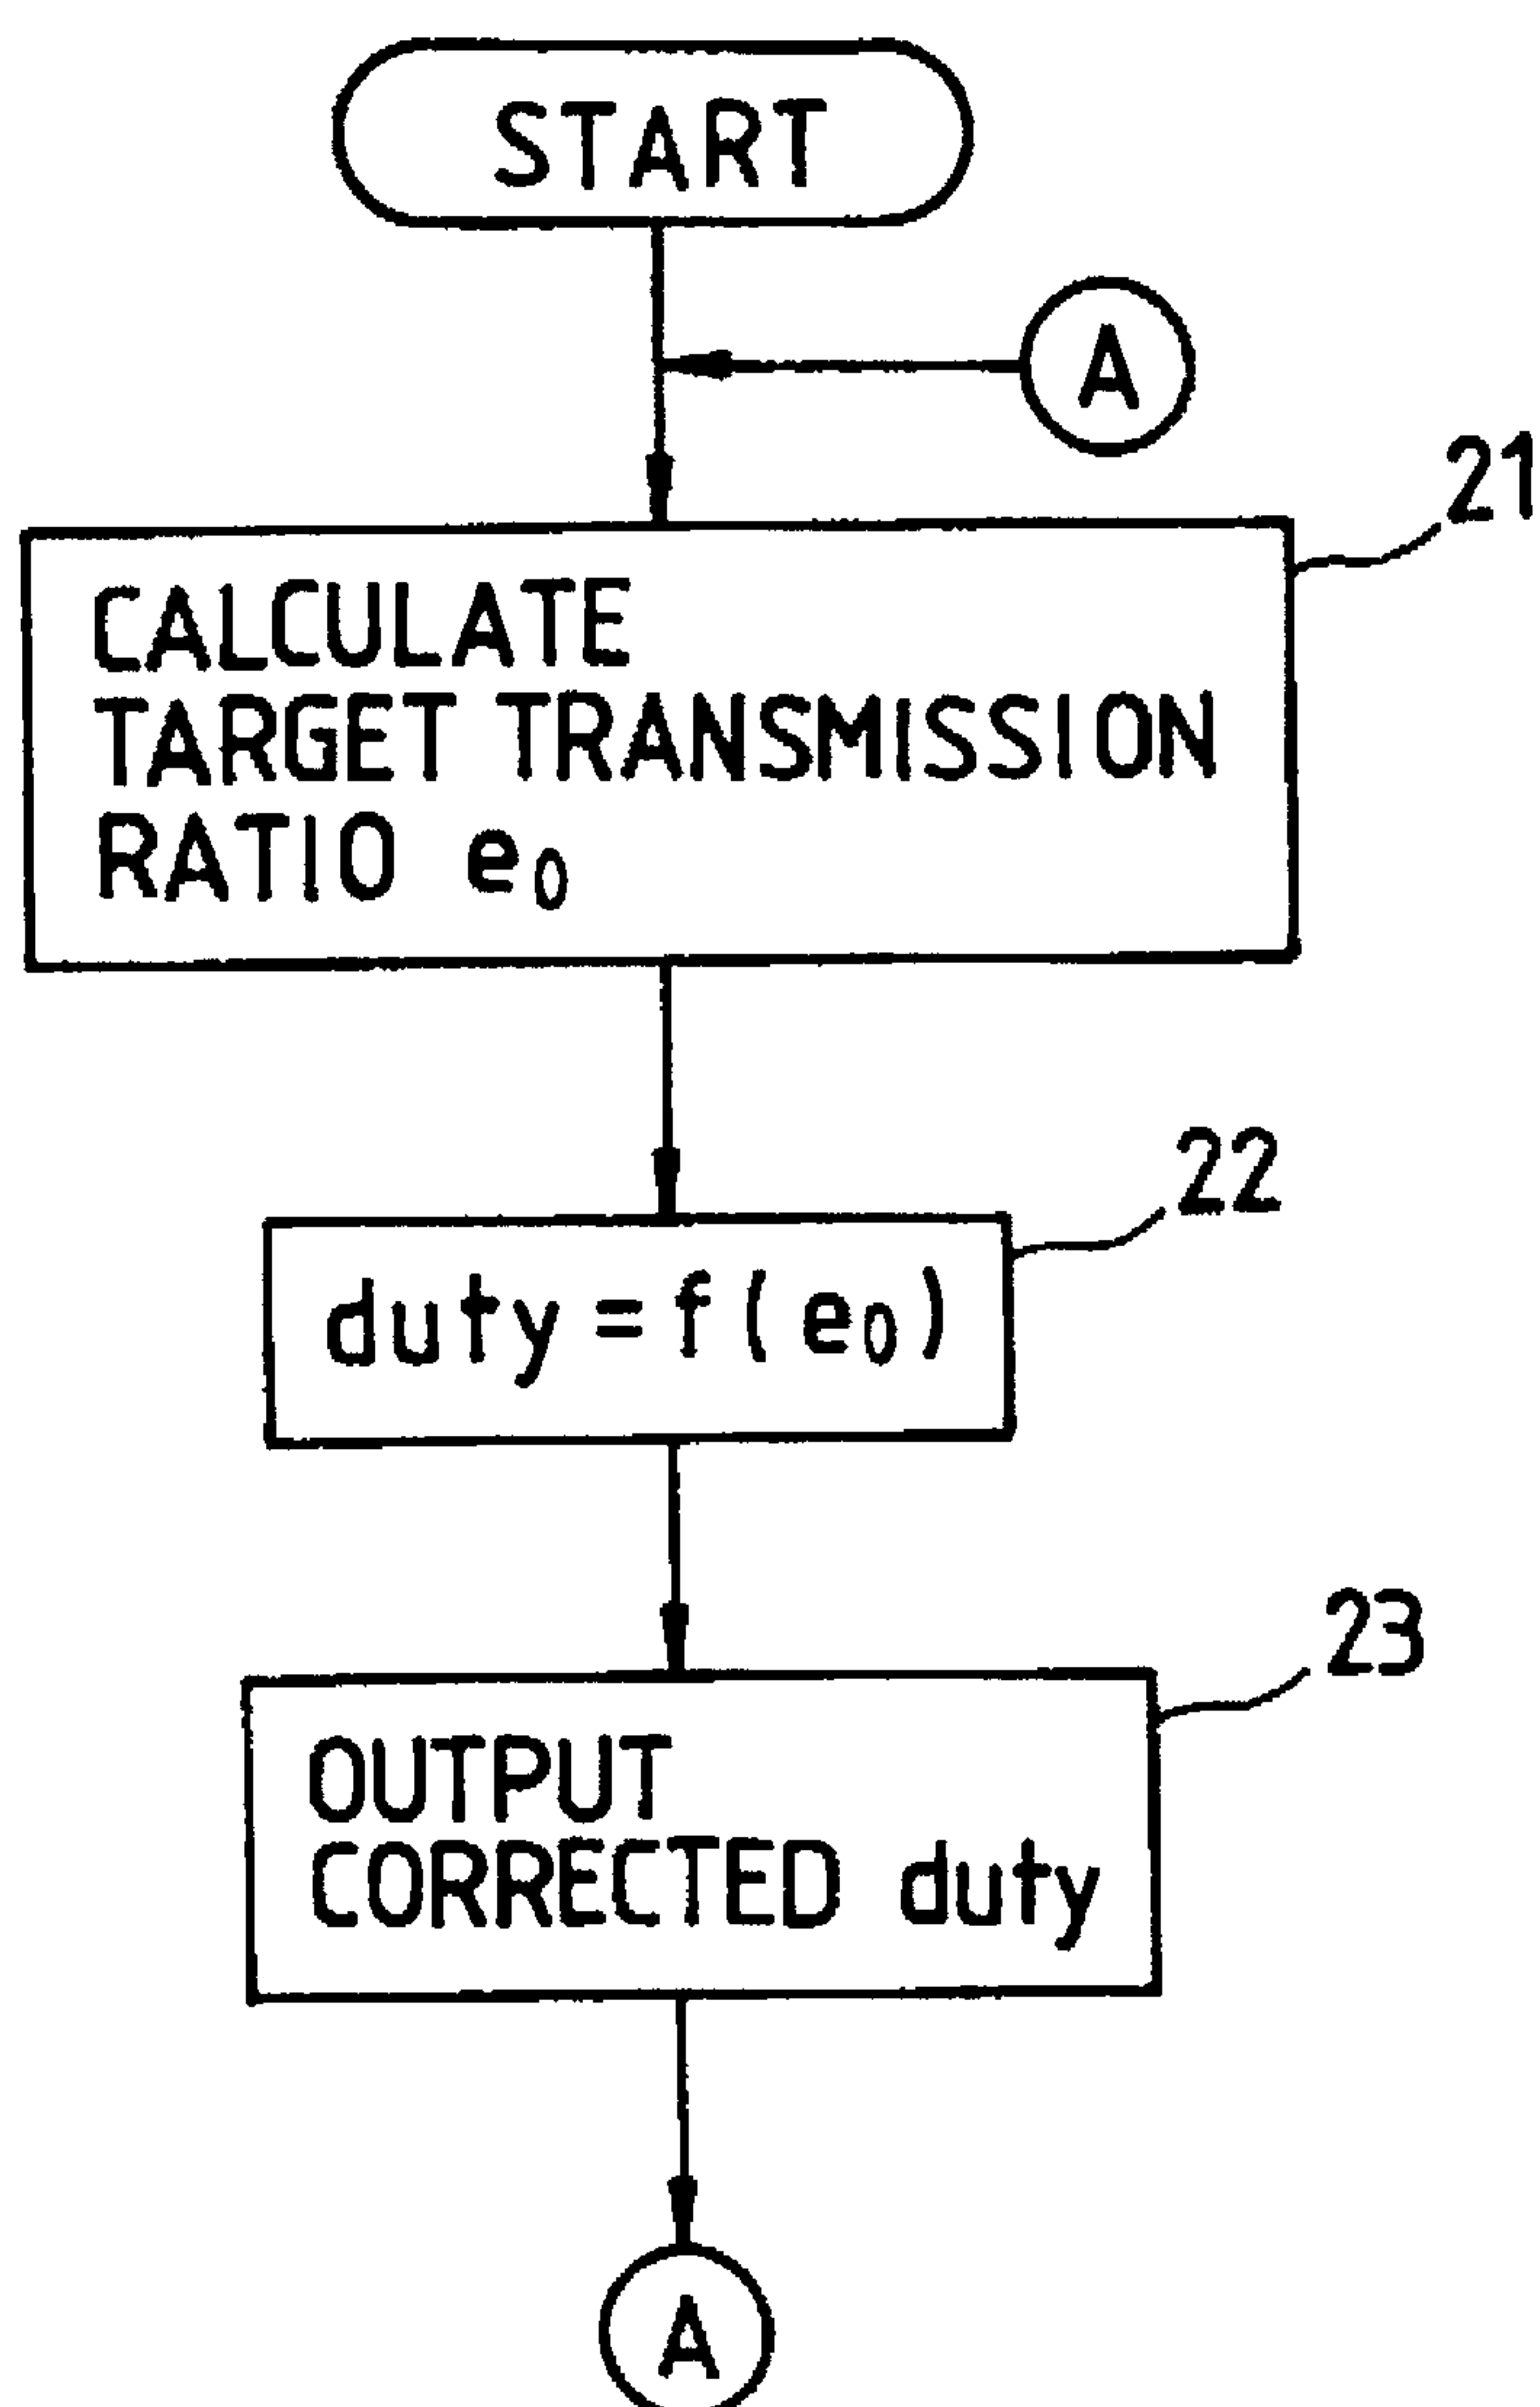 START
A
21
CALCULATE
TARGET TRANSMISSION
RATIO e₀
22
duty = f(e₀)
23
OUTPUT
CORRECTED duty
A